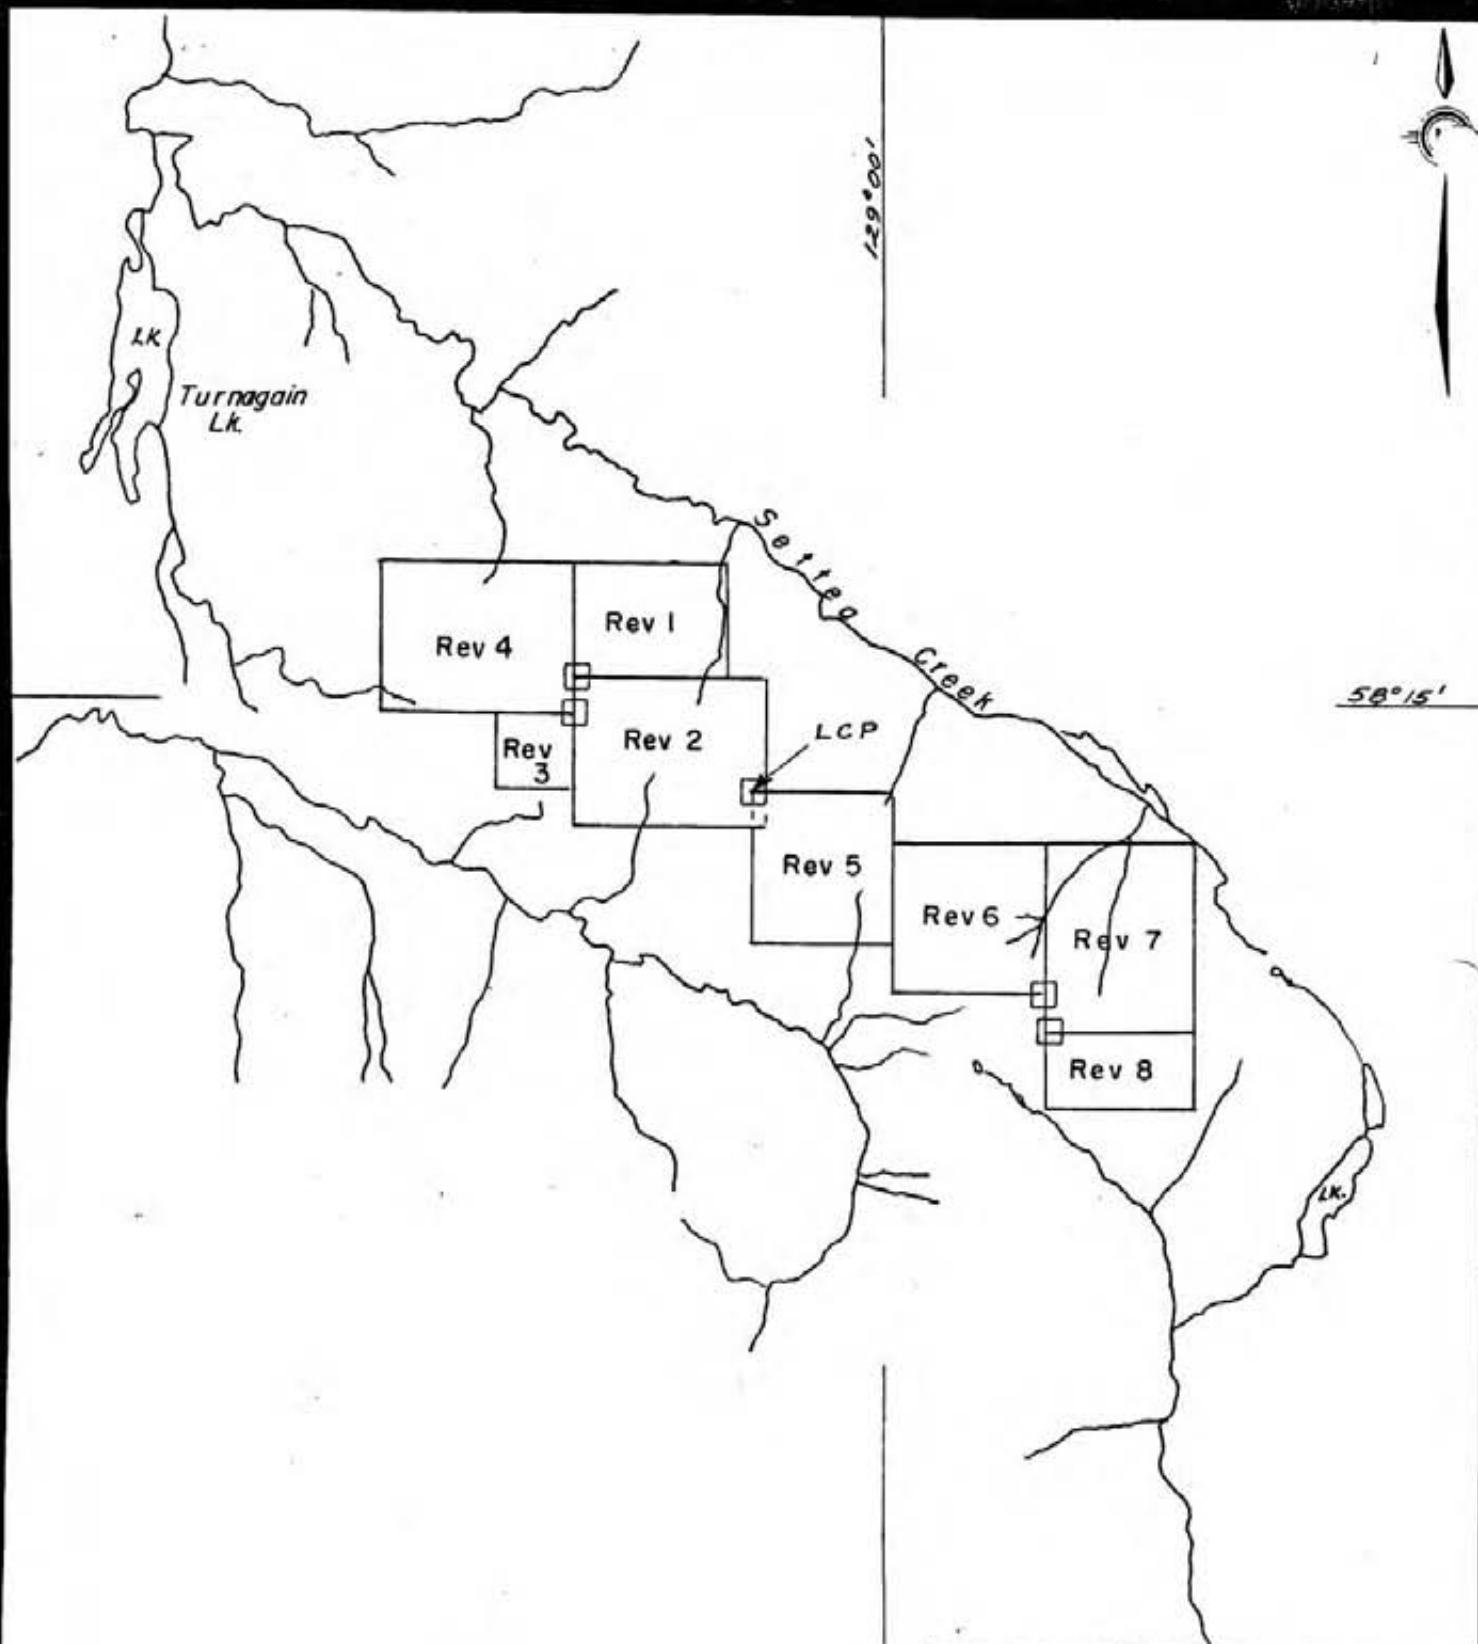 129°00'
Lk
Turnagain
Lk.
Setteo Creek
Rev 1
Rev 4
58°15'
LCP
Rev 2
Rev
3
Rev 5
Rev 6
Rev 7
Rev 8
Lk.